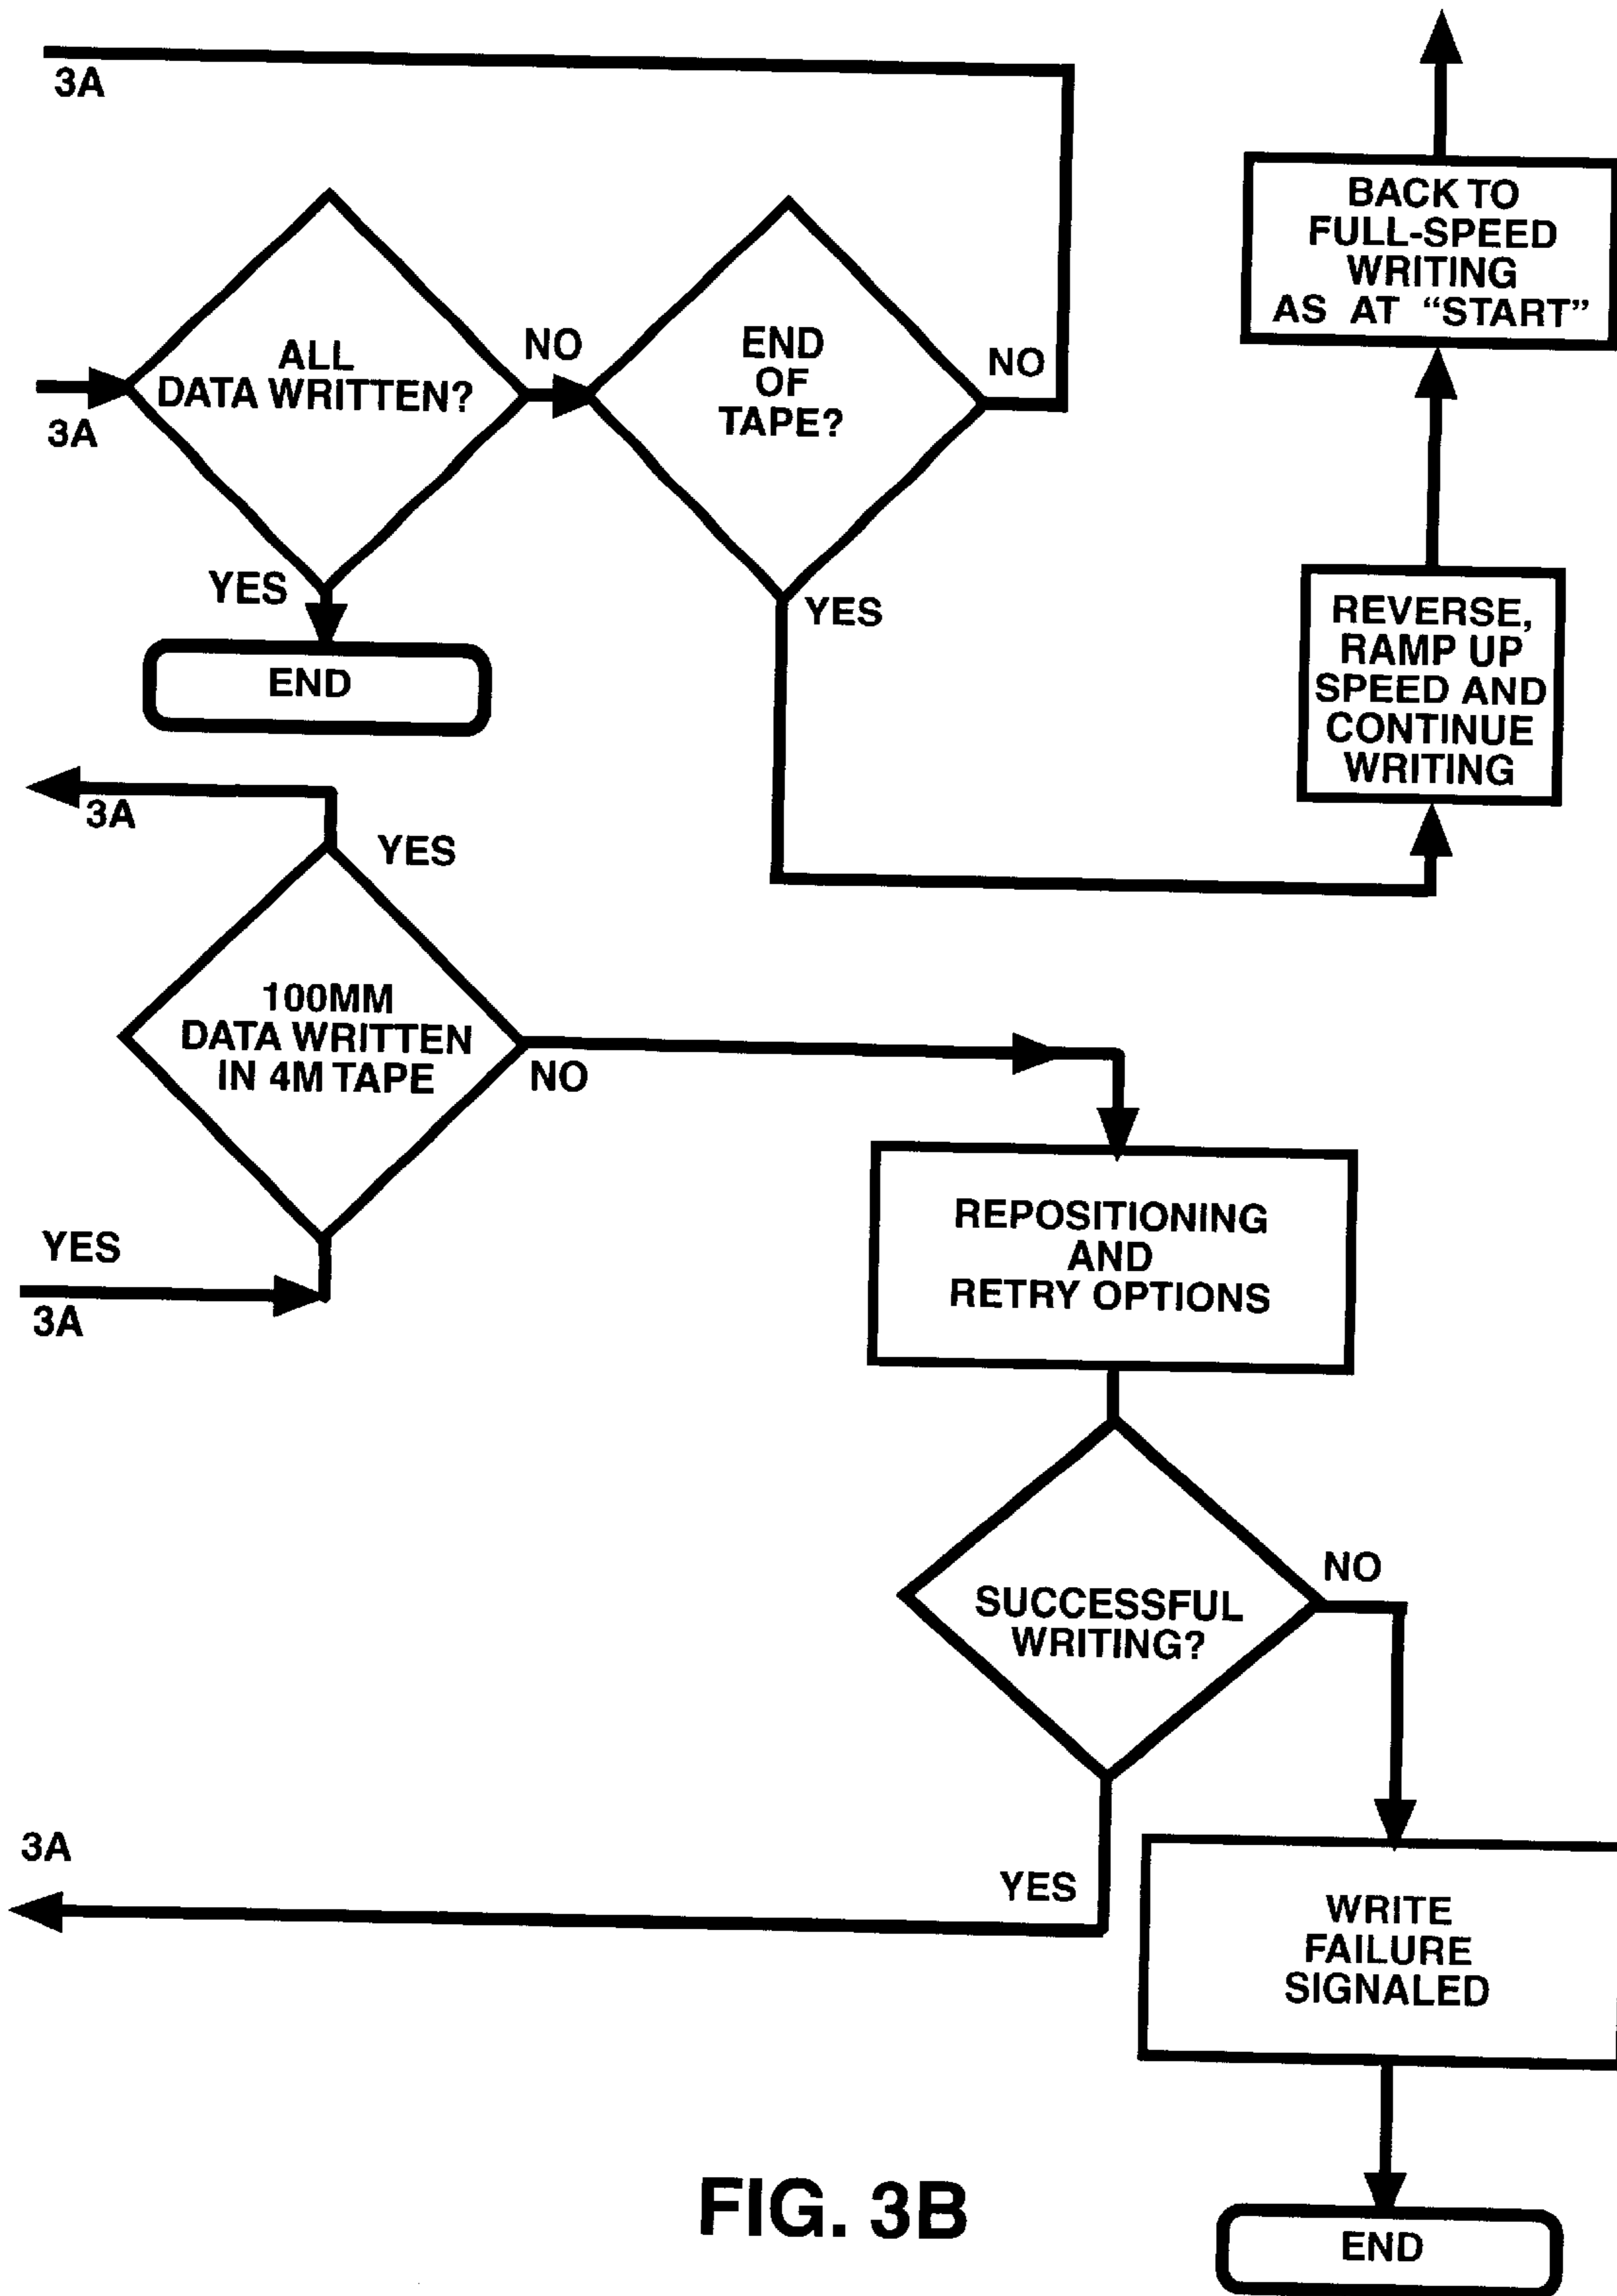 3A
BACK TO
FULL-SPEED
WRITING
AS AT “START”
ALL
DATA WRITTEN?
NO
END
OF
TAPE?
NO
3A
YES
END
YES
REVERSE,
RAMP UP
SPEED AND
CONTINUE
WRITING
3A
YES
100MM
DATA WRITTEN
IN 4M TAPE
NO
YES
3A
REPOSITIONING
AND
RETRY OPTIONS
SUCCESSFUL
WRITING?
NO
3A
YES
WRITE
FAILURE
SIGNALED
END
FIG. 3B